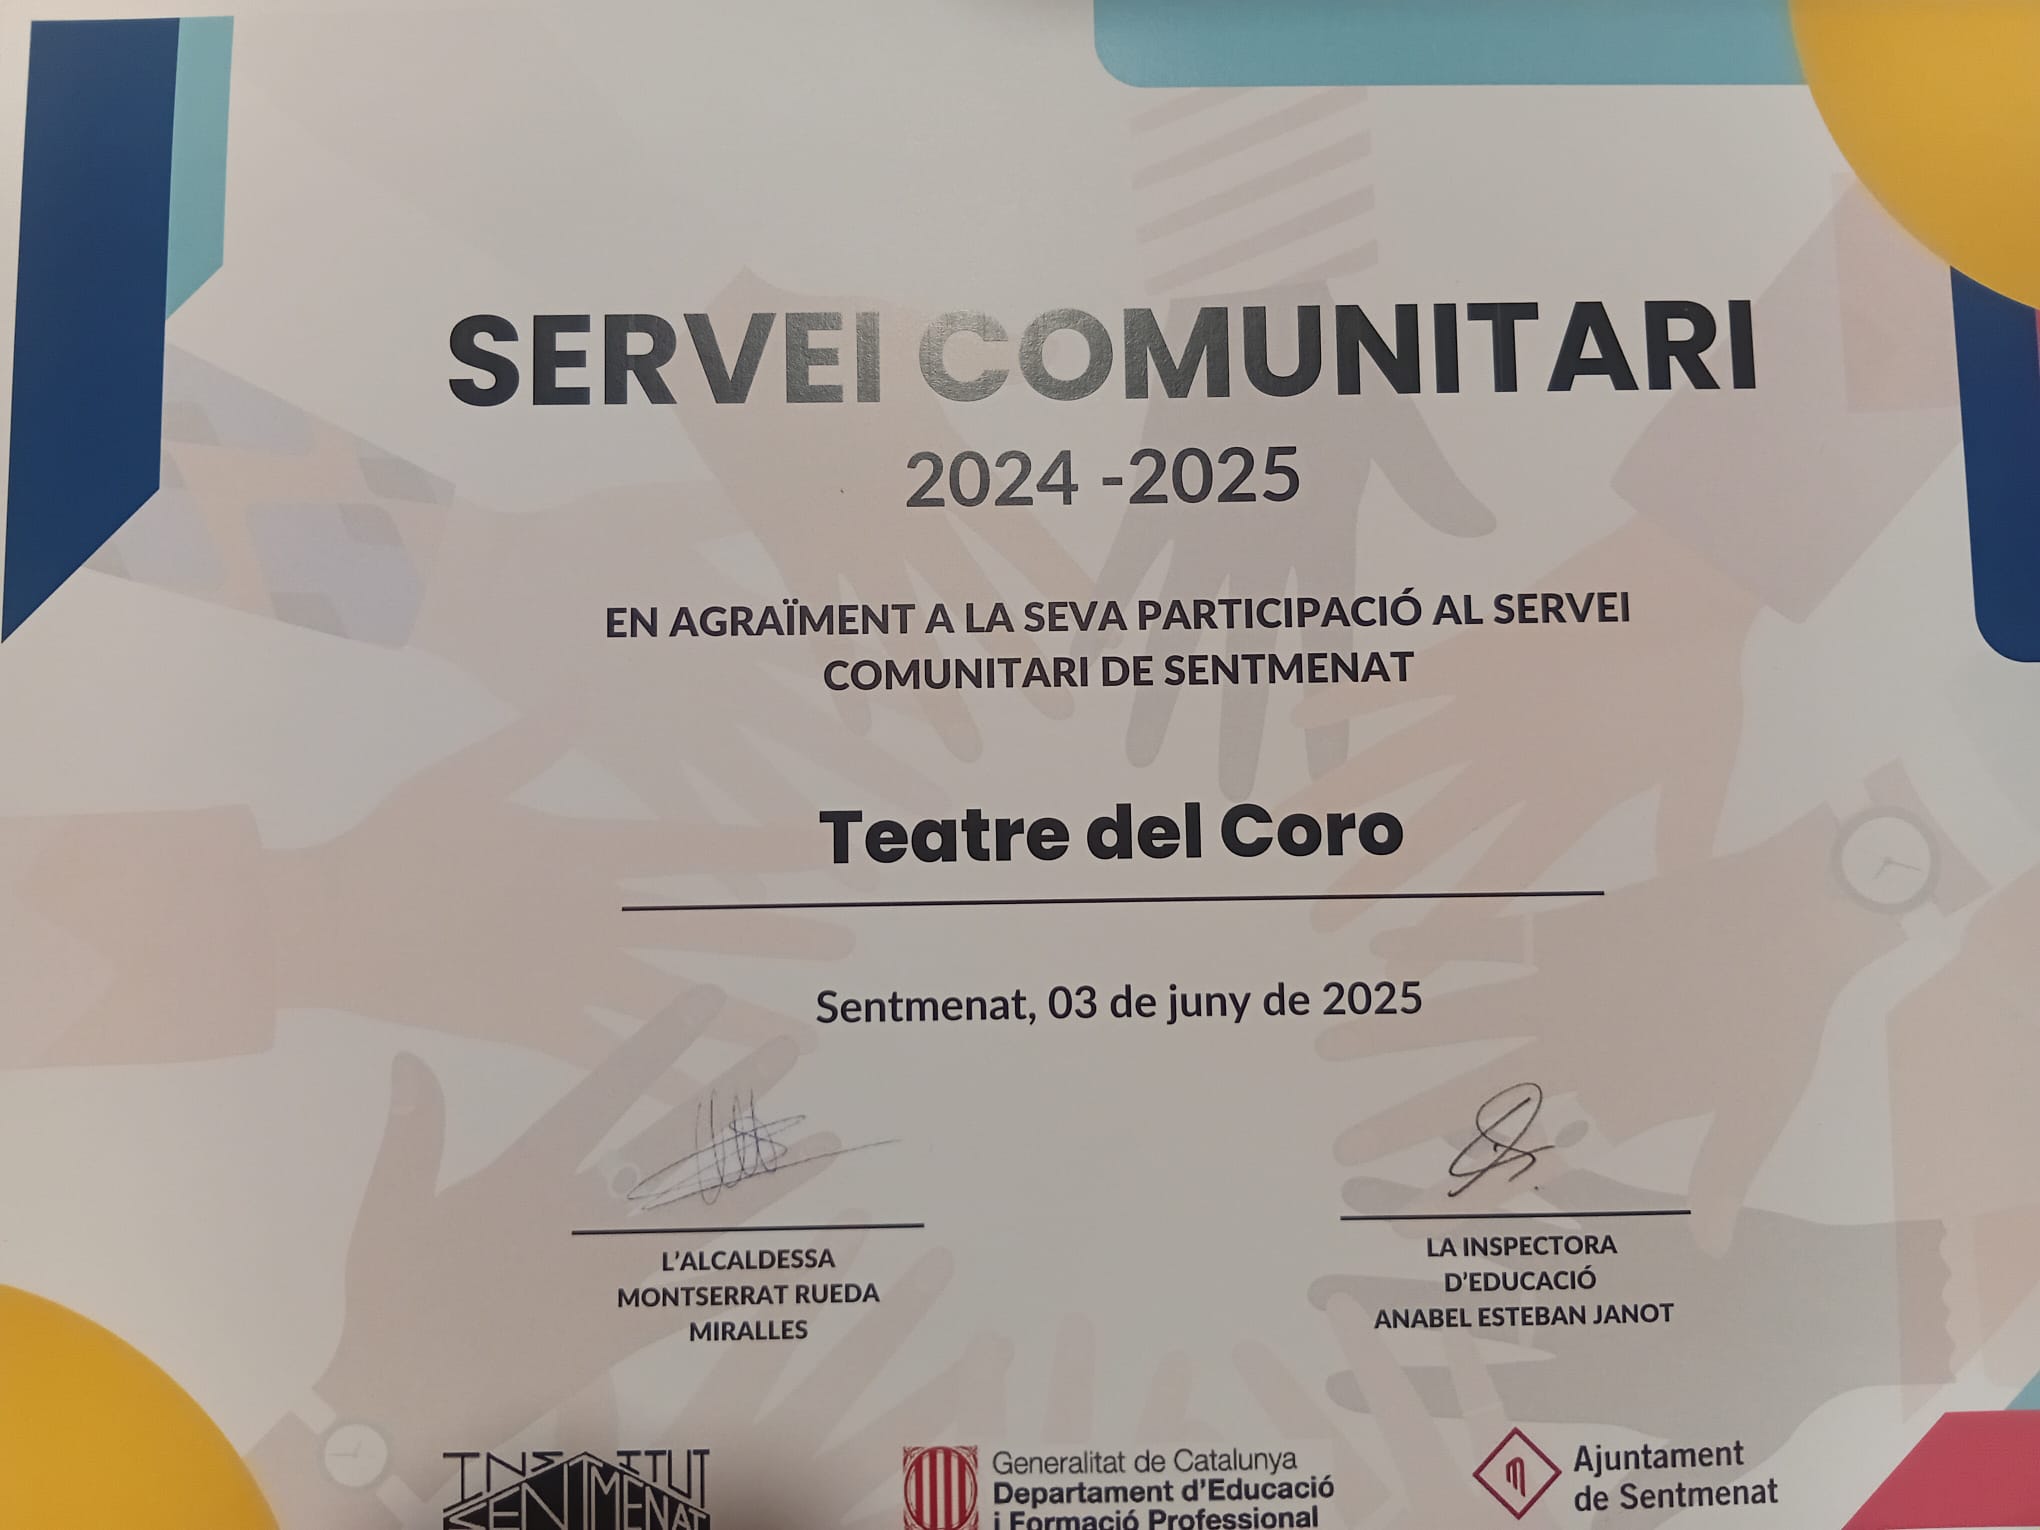 SERVEI COMUNITARI
2024 -2025
EN AGRAÏMENT A LA SEVA PARTICIPACIÓ AL SERVEI
COMUNITARI DE SENTMENAT
Teatre del Coro
Sentmenat, 03 de juny de 2025
L'ALCALDESSA
MONTSERRAT RUEDA
MIRALLES
LA INSPECTORA
D'EDUCACIÓ
ANABEL ESTEBAN JANOT
INSTITUT
SENTMENAT
Generalitat de Catalunya
Departament d'Educació
i Formació Professional
Ajuntament
de Sentmenat